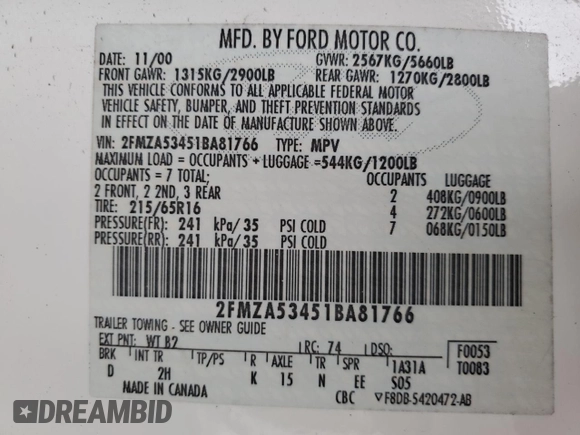 MFD. BY FORD MOTOR CO.
DATE: 11/00 GVWR: 2567KG/5660LB
FRONT GAWR: 1315KG/2900LB REAR GAWR: 1270KG/2800LB
THIS VEHICLE CONFORMS TO ALL APPLICABLE FEDERAL MOTOR
VEHICLE SAFETY, BUMPER, AND THEFT PREVENTION STANDARDS
IN EFFECT ON THE DATE OF MANUFACTURE SHOWN ABOVE.
VIN: 2FMZA53451BA81766 TYPE: MPV
MAXIMUM LOAD = OCCUPANTS + LUGGAGE = 544KG/1200LB
OCCUPANTS = 7 TOTAL; OCCUPANTS LUGGAGE
2 FRONT, 2 2ND, 3 REAR 2 408KG/0900LB
TIRE: 215/65R16 4 272KG/0600LB
PRESSURE(FR): 241 kPa/ 35 PSI COLD 7 068KG/0150LB
PRESSURE(RR): 241 kPa/ 35 PSI COLD
2FMZA53451BA81766
TRAILER TOWING - SEE OWNER GUIDE
EXT PNT: WT B2 RC: 74 DSO: F0053
BRK INT TR TP/PS R AXLE TR SPR 1A31A T0083
D 2H K 15 N EE S05
MADE IN CANADA CBC ▽F8DB-5420472-AB
DREAMBID